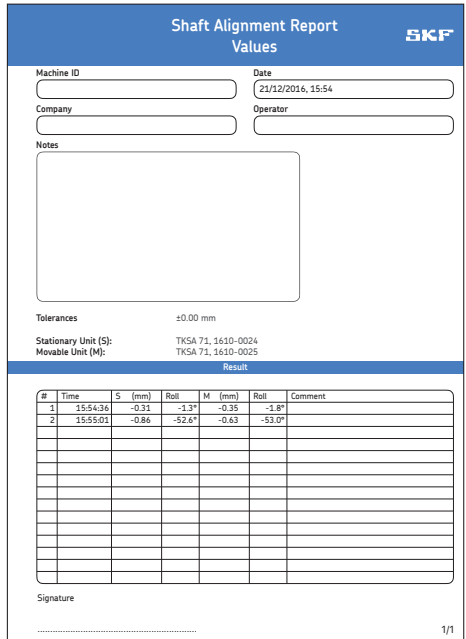 Shaft Alignment Report
Values
SKF
Machine ID
Date
21/12/2016, 15:54
Company
Operator
Notes
Tolerances ±0.00 mm
Stationary Unit (S): TKSA 71, 1610-0024
Movable Unit (M): TKSA 71, 1610-0025
Result
# Time S (mm) Roll M (mm) Roll Comment
1 15:54:36 -0.31 -1.3° -0.35 -1.8°
2 15:55:01 -0.86 -52.6° -0.63 -53.0°
Signature
1/1